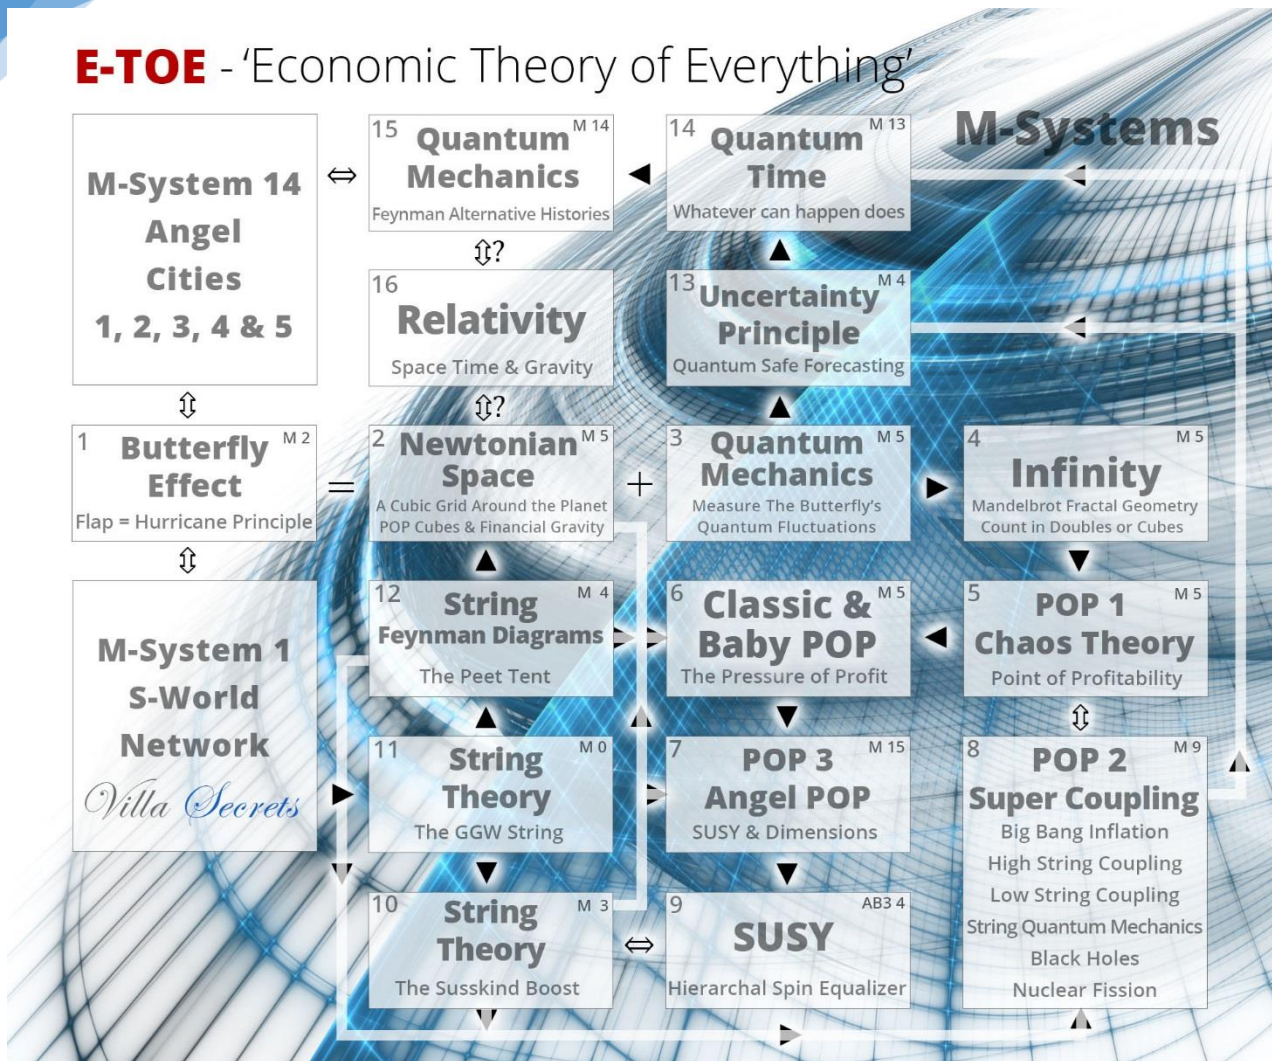 E-TOE - ‘Economic Theory of Everything’
M-Systems
M-System 14
Angel
Cities
1, 2, 3, 4 & 5
15 M 14
Quantum
Mechanics
Feynman Alternative Histories
14 M 13
Quantum
Time
Whatever can happen does
⇳?
16
Relativity
Space Time & Gravity
13 M 4
Uncertainty
Principle
Quantum Safe Forecasting
⇳?
1 M 2
Butterfly
Effect
Flap = Hurricane Principle
=
2 M 5
Newtonian
Space
A Cubic Grid Around the Planet
POP Cubes & Financial Gravity
+
3 M 5
Quantum
Mechanics
Measure The Butterfly’s
Quantum Fluctuations
4 M 5
Infinity
Mandelbrot Fractal Geometry
Count in Doubles or Cubes
M-System 1
S-World
Network
Villa Secrets
12 M 4
String
Feynman Diagrams
The Peet Tent
6 M 5
Classic &
Baby POP
The Pressure of Profit
5 M 5
POP 1
Chaos Theory
Point of Profitability
11 M 0
String
Theory
The GGW String
7 M 15
POP 3
Angel POP
SUSY & Dimensions
8 M 9
POP 2
Super Coupling
Big Bang Inflation
High String Coupling
Low String Coupling
String Quantum Mechanics
Black Holes
Nuclear Fission
10 M 3
String
Theory
The Susskind Boost
9 AB3 4
SUSY
Hierarchal Spin Equalizer